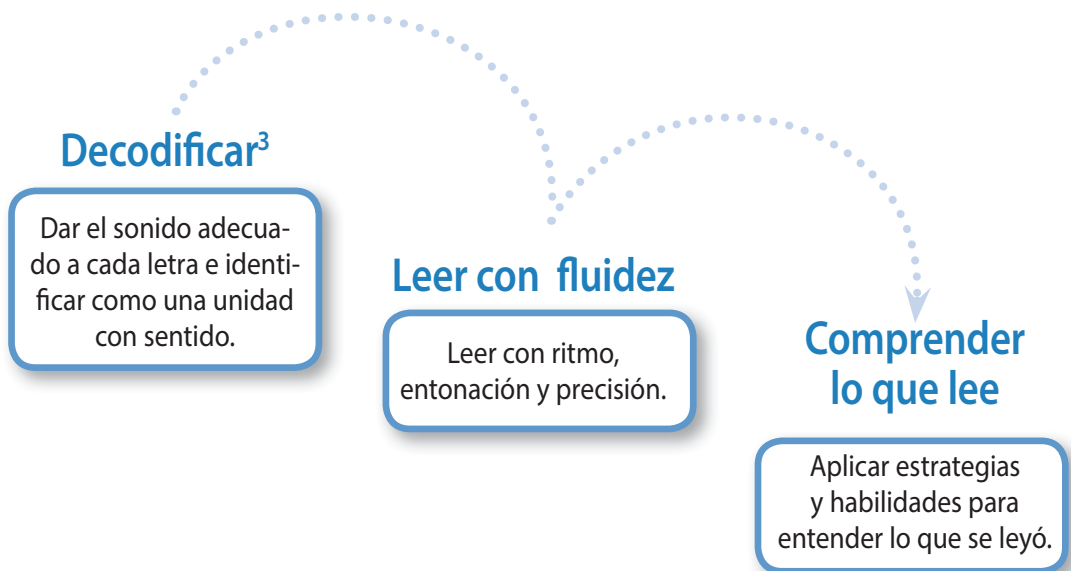 Decodificar³
Dar el sonido adecua-
do a cada letra e identi-
ficar como una unidad
con sentido.
Leer con fluidez
Leer con ritmo,
entonación y precisión.
Comprender
lo que lee
Aplicar estrategias
y habilidades para
entender lo que se leyó.